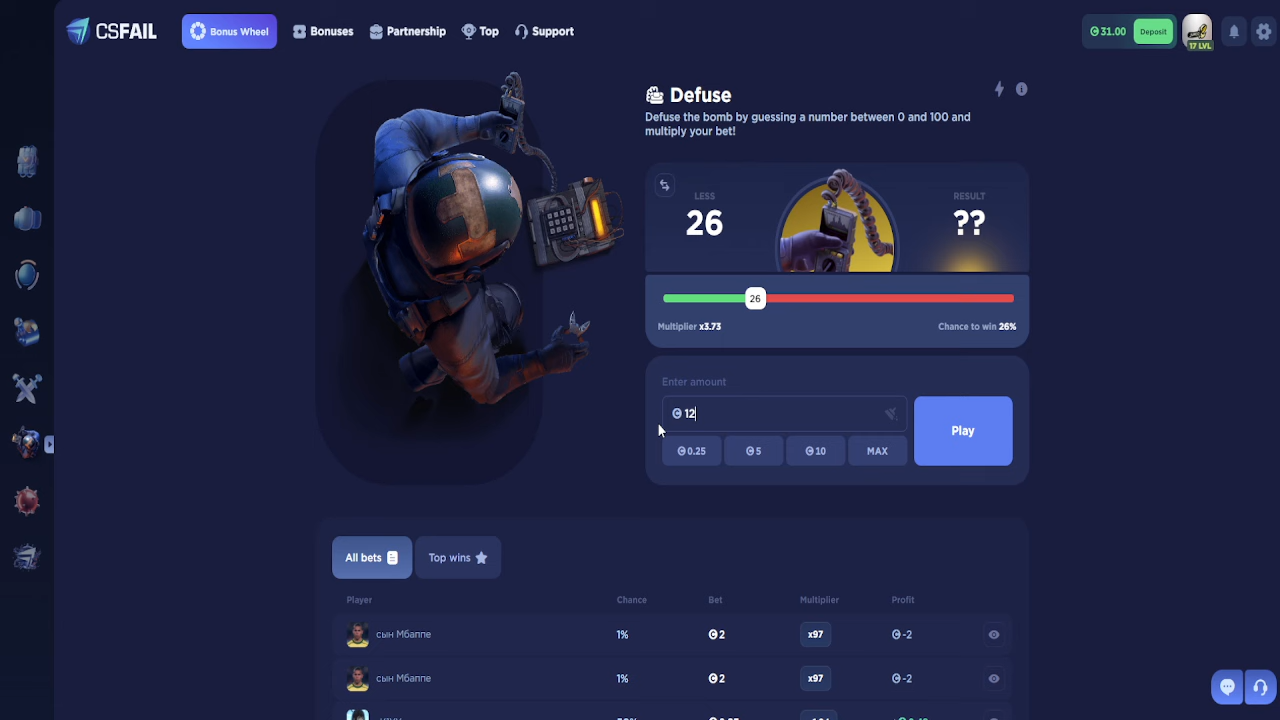 CSFAIL
Bonus Wheel
Bonuses
Partnership
Top
Support
31.00
Deposit
17 LVL
Defuse
Defuse the bomb by guessing a number between 0 and 100 and
multiply your bet!
LESS
26
RESULT
??
26
Multiplier x3.73
Chance to win 26%
Enter amount
12
0.25
5
10
MAX
Play
All bets
Top wins
Player
Chance
Bet
Multiplier
Profit
сын Мбаппе
1%
2
x97
-2
сын Мбаппе
1%
2
x97
-2